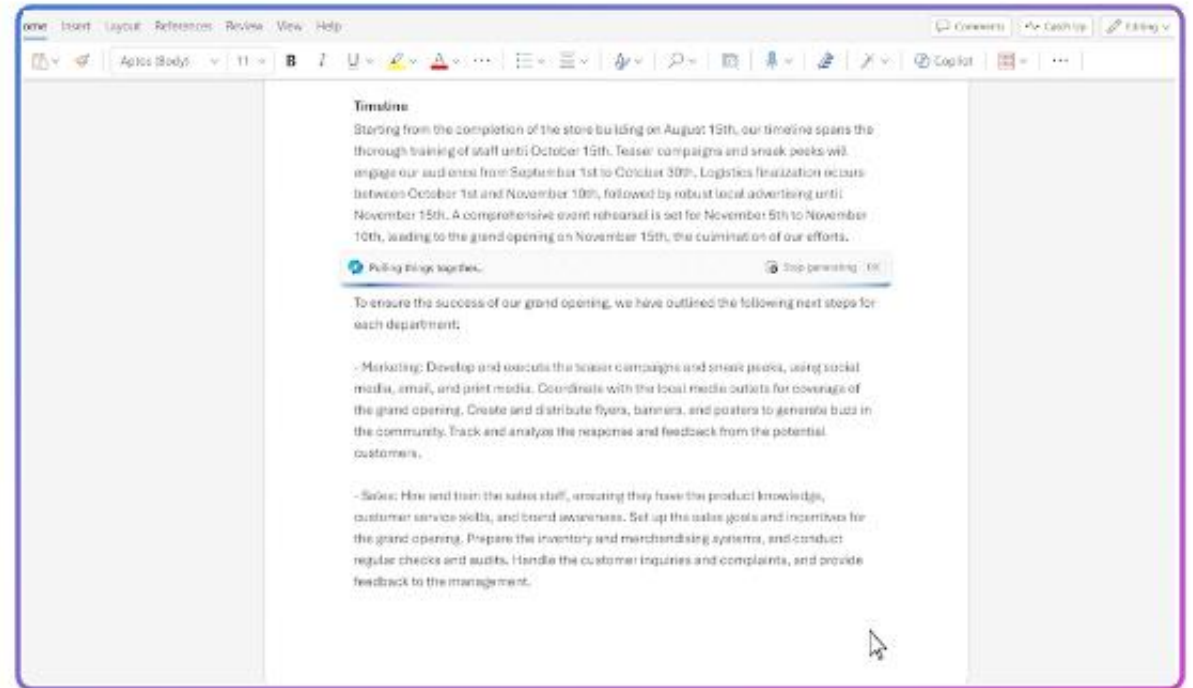 ome Insert Layout References Review View Help
Comments Catch Up Editing
Aptos (Body) 11 B I U A Copilot
Timeline
Starting from the completion of the store building on August 15th, our timeline spans the
thorough training of staff until October 15th. Teaser campaigns and sneak peeks will
engage our audience from September 1st to October 30th. Logistics finalization occurs
between October 1st and November 10th, followed by robust local advertising until
November 15th. A comprehensive event rehearsal is set for November 5th to November
10th, leading to the grand opening on November 15th, the culmination of our efforts.
Pulling things together...
Stop generating
To ensure the success of our grand opening, we have outlined the following next steps for
each department:
- Marketing: Develop and execute the teaser campaigns and sneak peeks, using social
media, email, and print media. Coordinate with the local media outlets for coverage of
the grand opening. Create and distribute flyers, banners, and posters to generate buzz in
the community. Track and analyze the response and feedback from the potential
customers.
- Sales: Hire and train the sales staff, ensuring they have the product knowledge,
customer service skills, and brand awareness. Set up the sales goals and incentives for
the grand opening. Prepare the inventory and merchandising systems, and conduct
regular checks and audits. Handle the customer inquiries and complaints, and provide
feedback to the management.